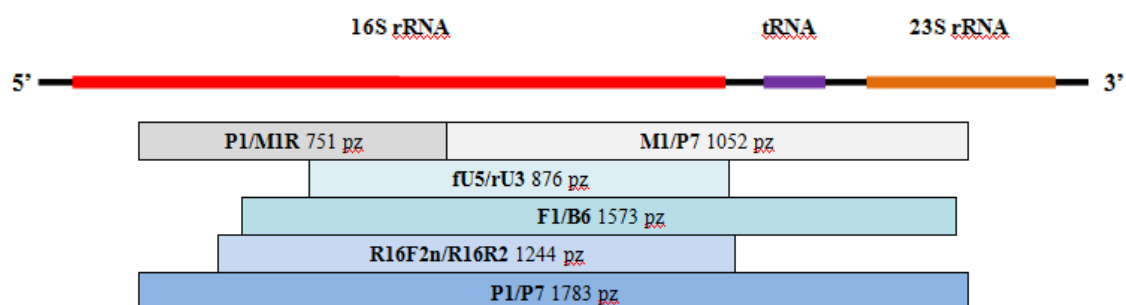 16S rRNA tRNA 23S rRNA
5’ 3’
P1/M1R 751 pz M1/P7 1052 pz
fU5/rU3 876 pz
F1/B6 1573 pz
R16F2n/R16R2 1244 pz
P1/P7 1783 pz